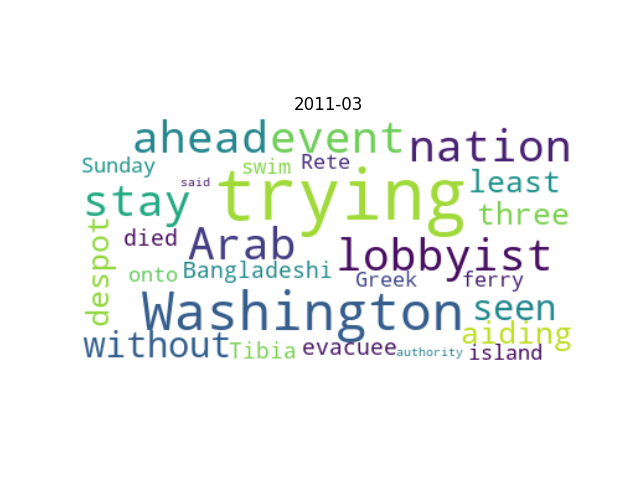 2011-03
ahead event nation
Sunday swim Rete
said trying least
stay three
died Arab lobbyist
despot onto Bangladeshi Greek ferry
Washington seen
without aiding
Tibia evacuee authority island